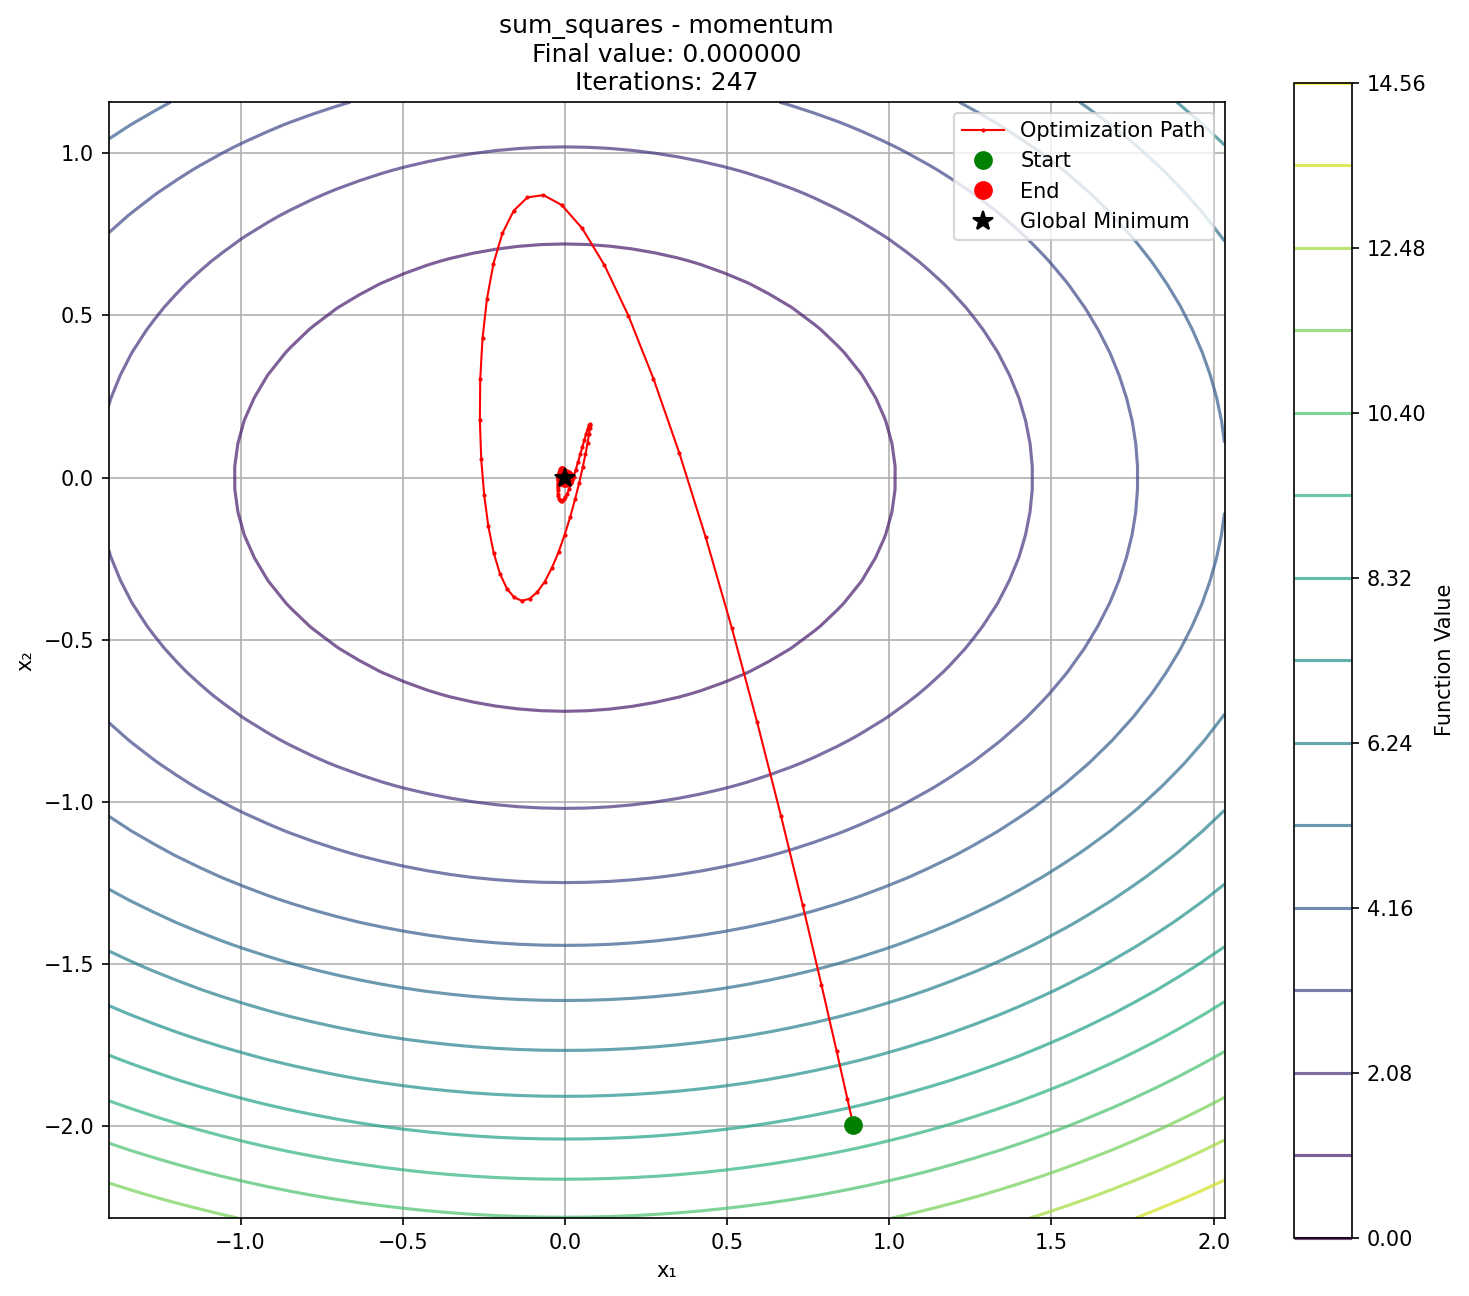 sum_squares - momentum
Final value: 0.000000
Iterations: 247
Optimization Path
Start
End
Global Minimum
1.0
0.5
0.0
−0.5
−1.0
−1.5
−2.0
x₂
−1.0
−0.5
0.0
0.5
1.0
1.5
2.0
x₁
14.56
12.48
10.40
8.32
6.24
4.16
2.08
0.00
Function Value